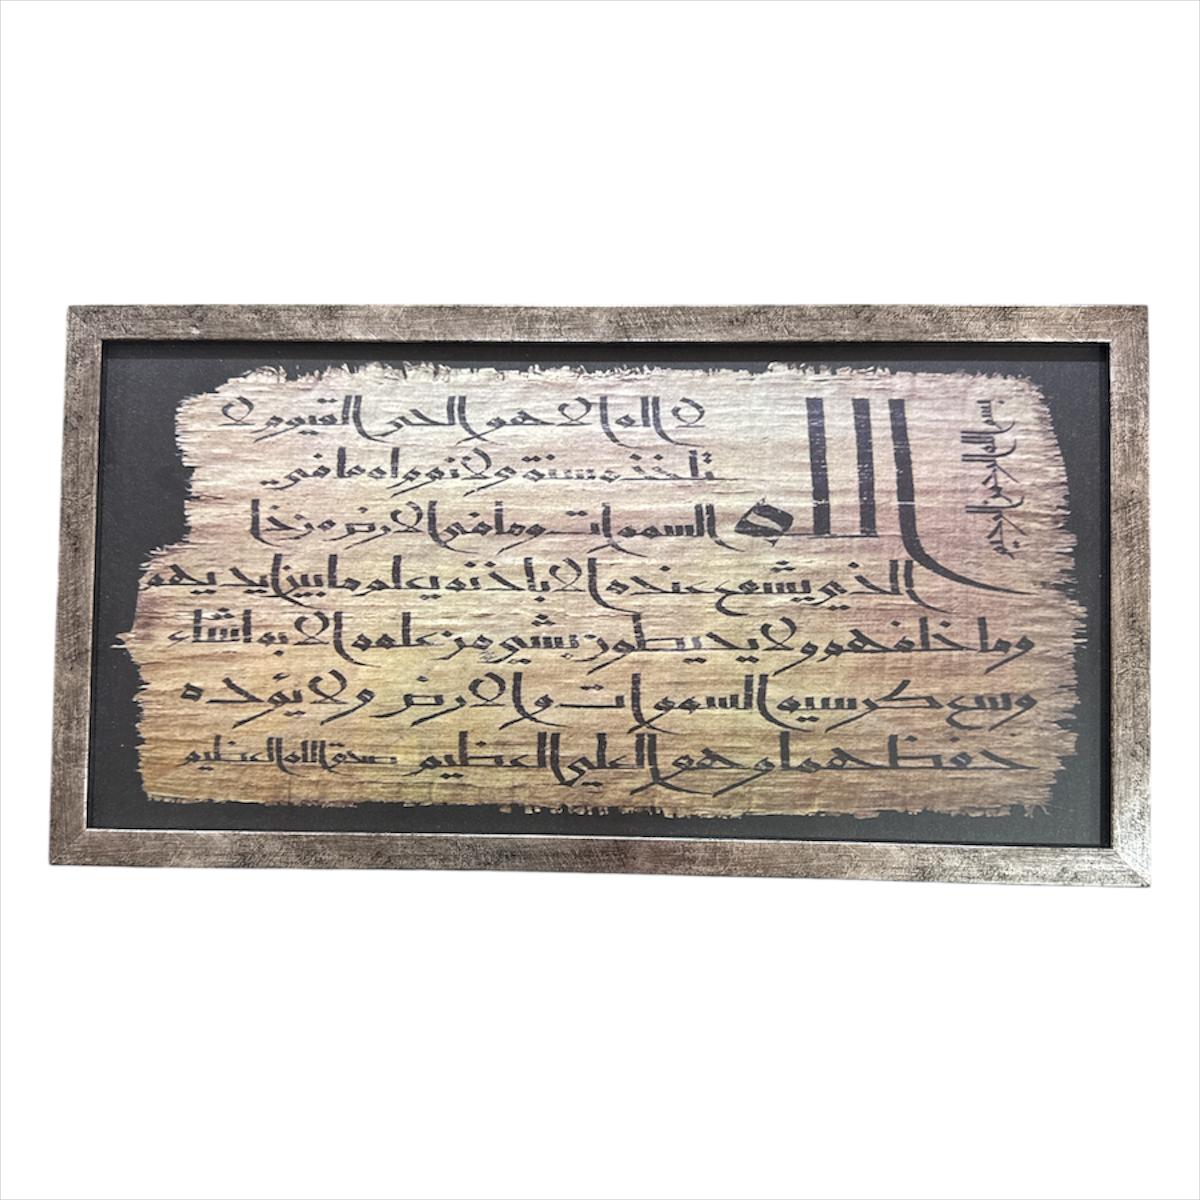 بسم الله الرحمن الرحيم
الله
لا اله الا هو الحى القيوم لا
تاخذه سنة ولا نوم له ما في
السموات وما في الارض من ذا
الذي يشفع عنده الا باذنه يعلم ما بين ايديهم
وما خلفهم ولا يحيطون بشيء من علمه الا بما شاء
وسع كرسيه السموات والارض ولا يؤده
حفظهما وهو العلي العظيم صدق الله العظيم